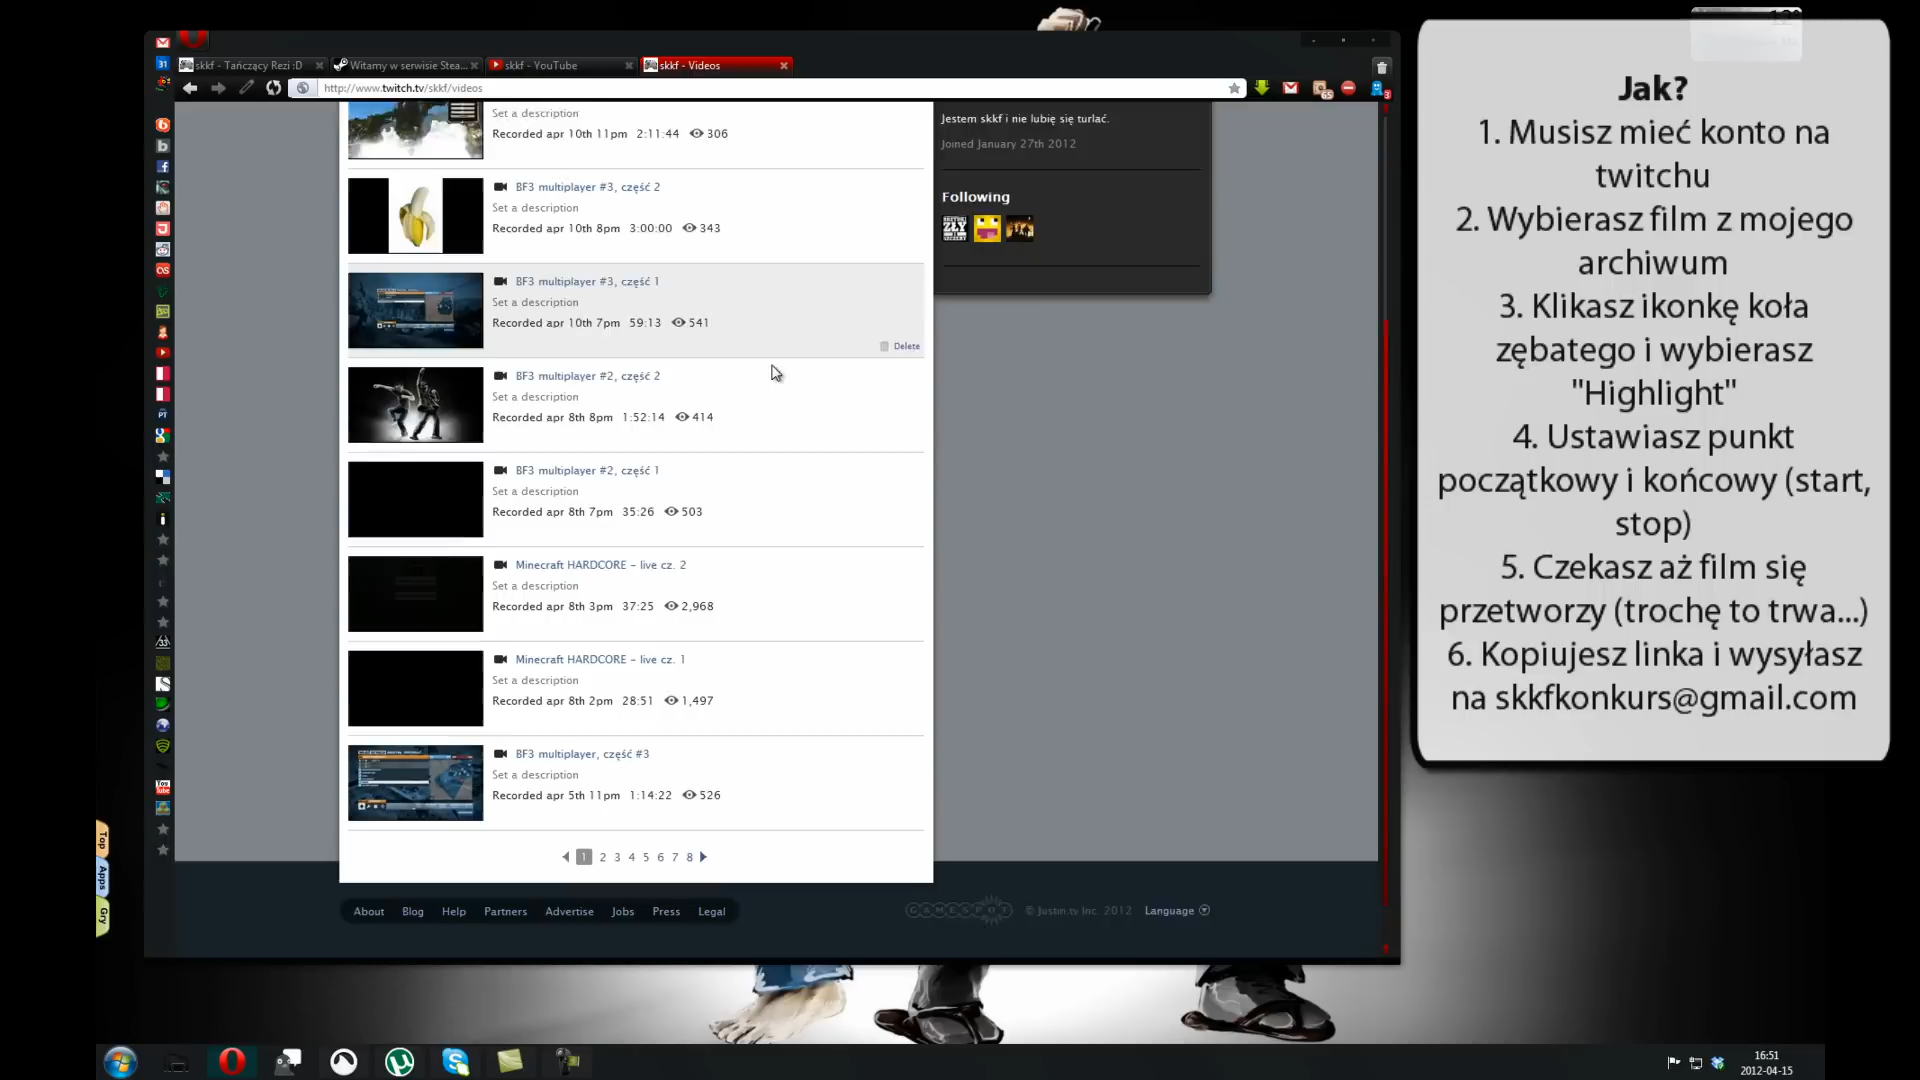 skkf - Tańczący Rezi :D
Witamy w serwisie Stea...
skkf - YouTube
skkf - Videos
http://www.twitch.tv/skkf/videos
Set a description
Recorded apr 10th 11pm 2:11:44 306
BF3 multiplayer #3, część 2
Set a description
Recorded apr 10th 8pm 3:00:00 343
BF3 multiplayer #3, część 1
Set a description
Recorded apr 10th 7pm 59:13 541
Delete
BF3 multiplayer #2, część 2
Set a description
Recorded apr 8th 8pm 1:52:14 414
BF3 multiplayer #2, część 1
Set a description
Recorded apr 8th 7pm 35:26 503
Minecraft HARDCORE - live cz. 2
Set a description
Recorded apr 8th 3pm 37:25 2,968
Minecraft HARDCORE - live cz. 1
Set a description
Recorded apr 8th 2pm 28:51 1,497
BF3 multiplayer, część #3
Set a description
Recorded apr 5th 11pm 1:14:22 526
1 2 3 4 5 6 7 8
Jestem skkf i nie lubię się turlać.
Joined January 27th 2012
Following
ZŁY
About Blog Help Partners Advertise Jobs Press Legal
GAMESPOT
© Justin.tv Inc. 2012
Language
Jak?
1. Musisz mieć konto na
twitchu
2. Wybierasz film z mojego
archiwum
3. Klikasz ikonkę koła
zębatego i wybierasz
"Highlight"
4. Ustawiasz punkt
początkowy i końcowy (start,
stop)
5. Czekasz aż film się
przetworzy (trochę to trwa...)
6. Kopiujesz linka i wysyłasz
na skkfkonkurs@gmail.com
Top
Apps
Gry
16:51
2012-04-15